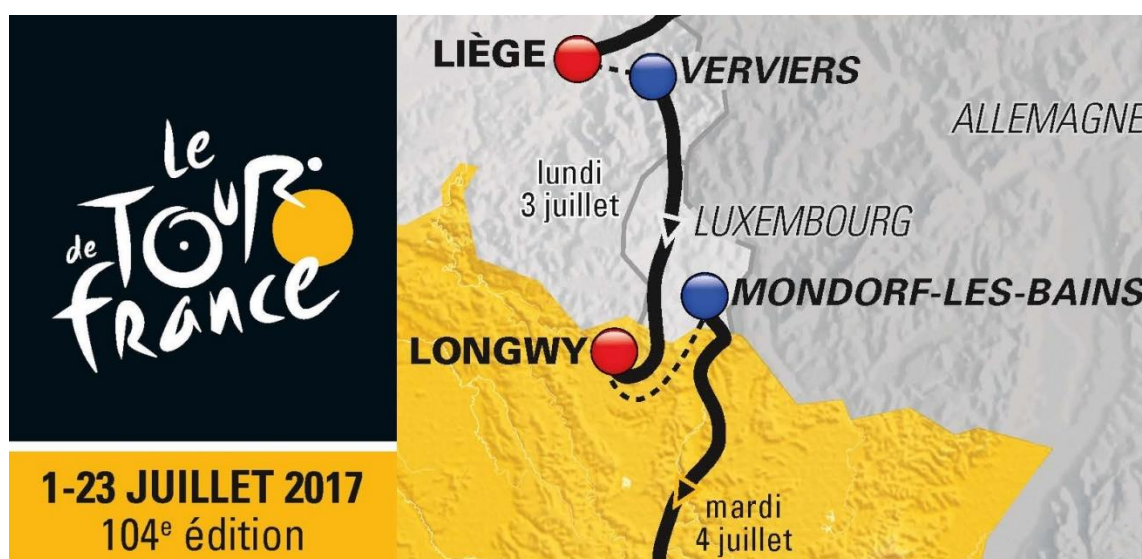 Le
TOUR
de
FRANCE
1-23 JUILLET 2017
104e édition
LIÈGE
VERVIERS
ALLEMAGNE
lundi
3 juillet
LUXEMBOURG
MONDORF-LES-BAINS
LONGWY
mardi
4 juillet